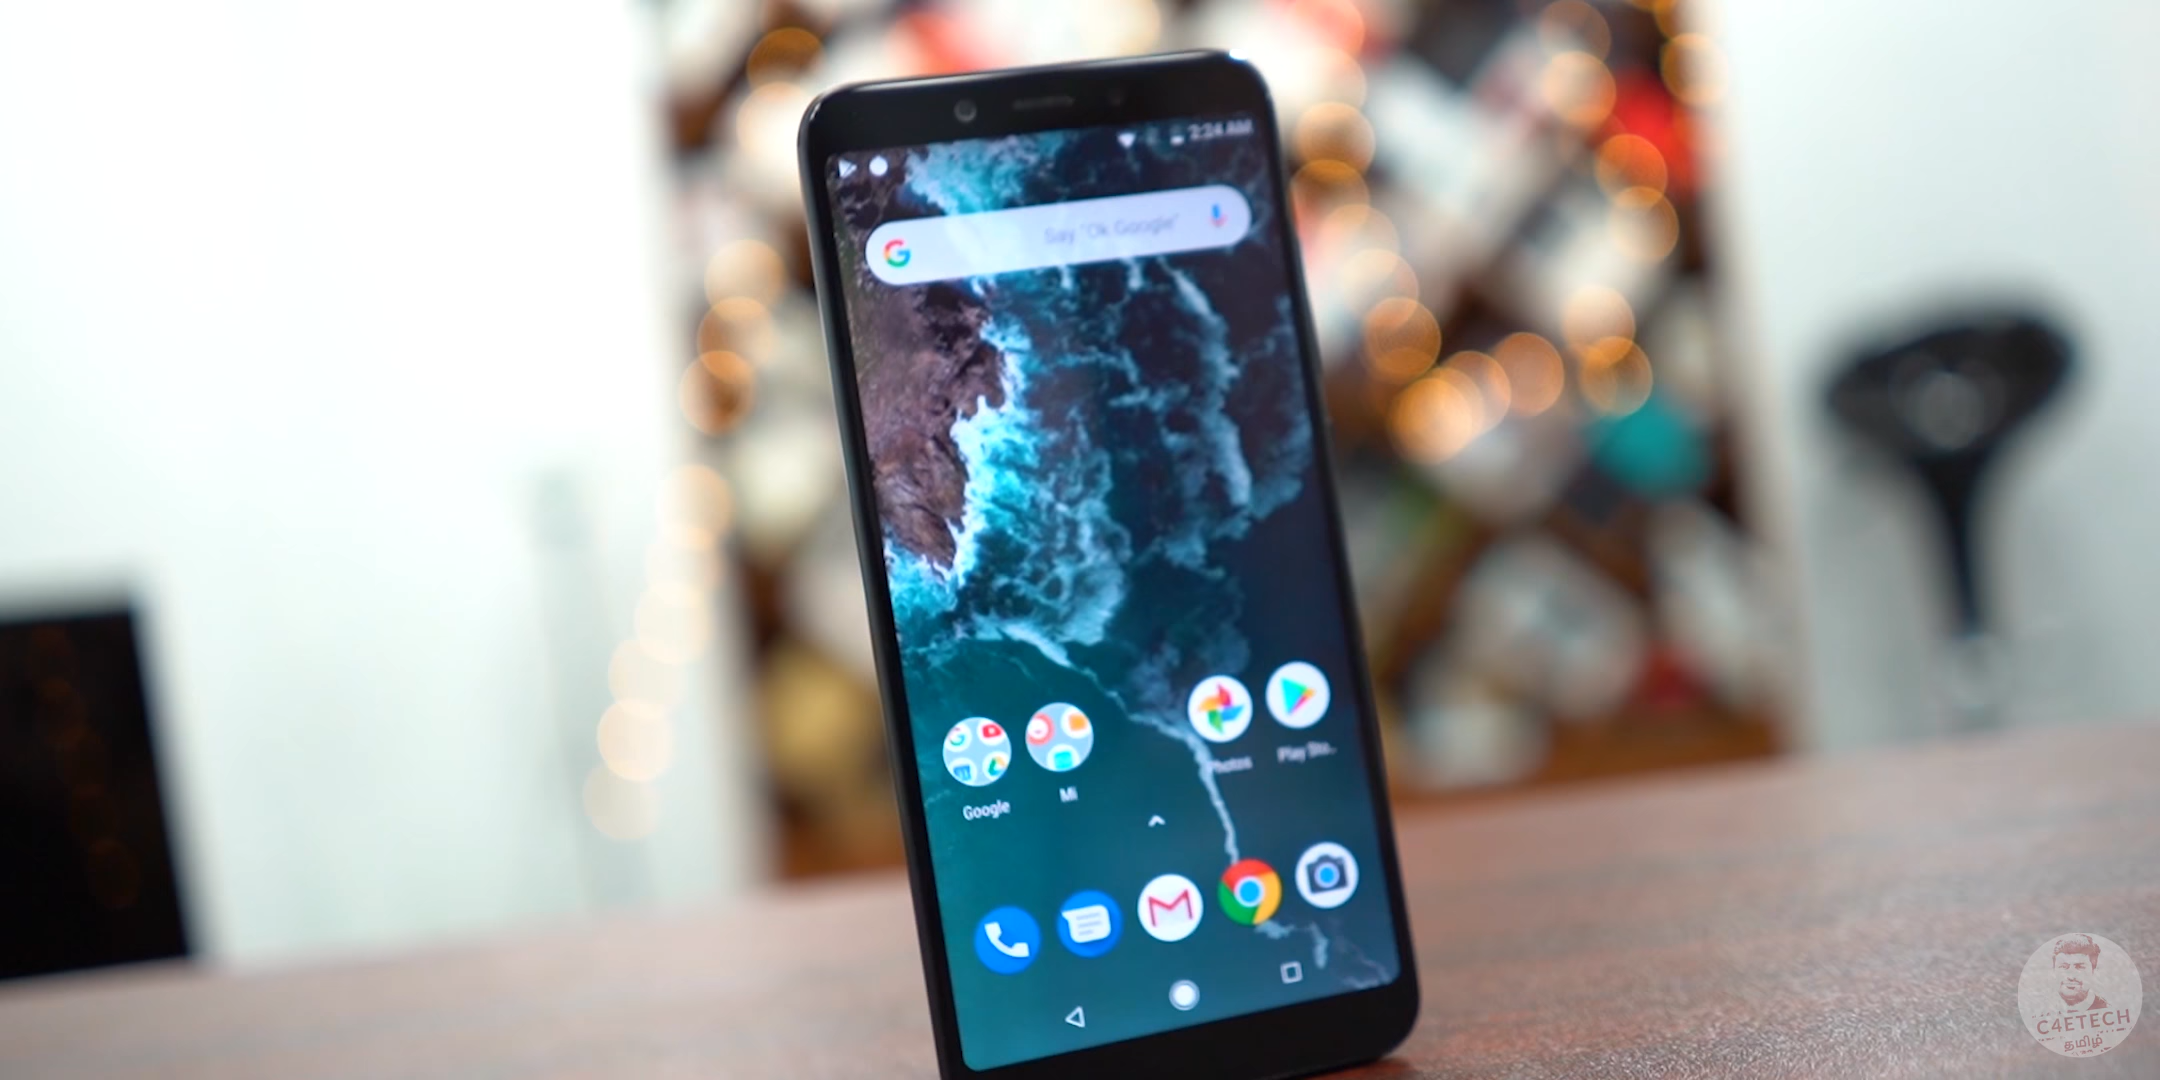 2:24 AM
G Say "Ok Google"
Google
Mi
Photos
Play Sto..
C4ETECH
தமிழ்